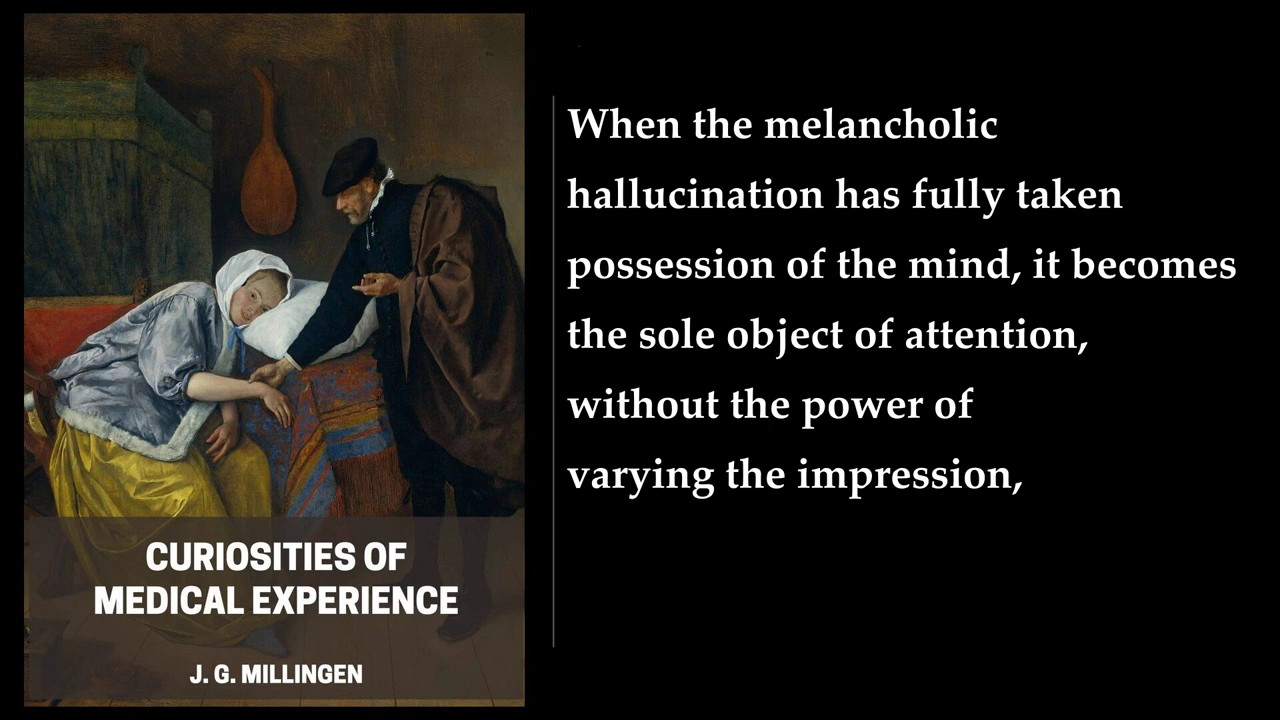 CURIOSITIES OF
MEDICAL EXPERIENCE
J. G. MILLINGEN
When the melancholic
hallucination has fully taken
possession of the mind, it becomes
the sole object of attention,
without the power of
varying the impression,